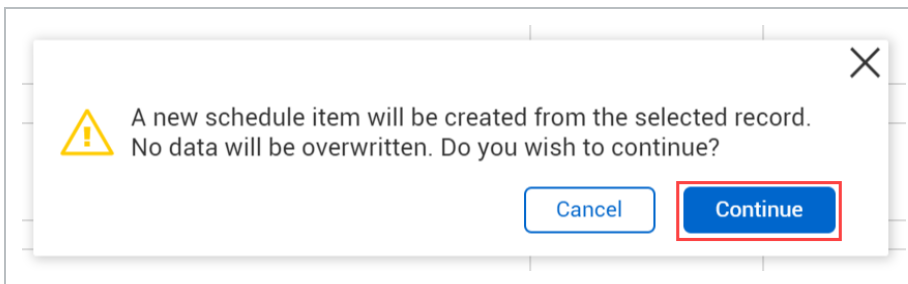 A new schedule item will be created from the selected record.
No data will be overwritten. Do you wish to continue?
Cancel
Continue